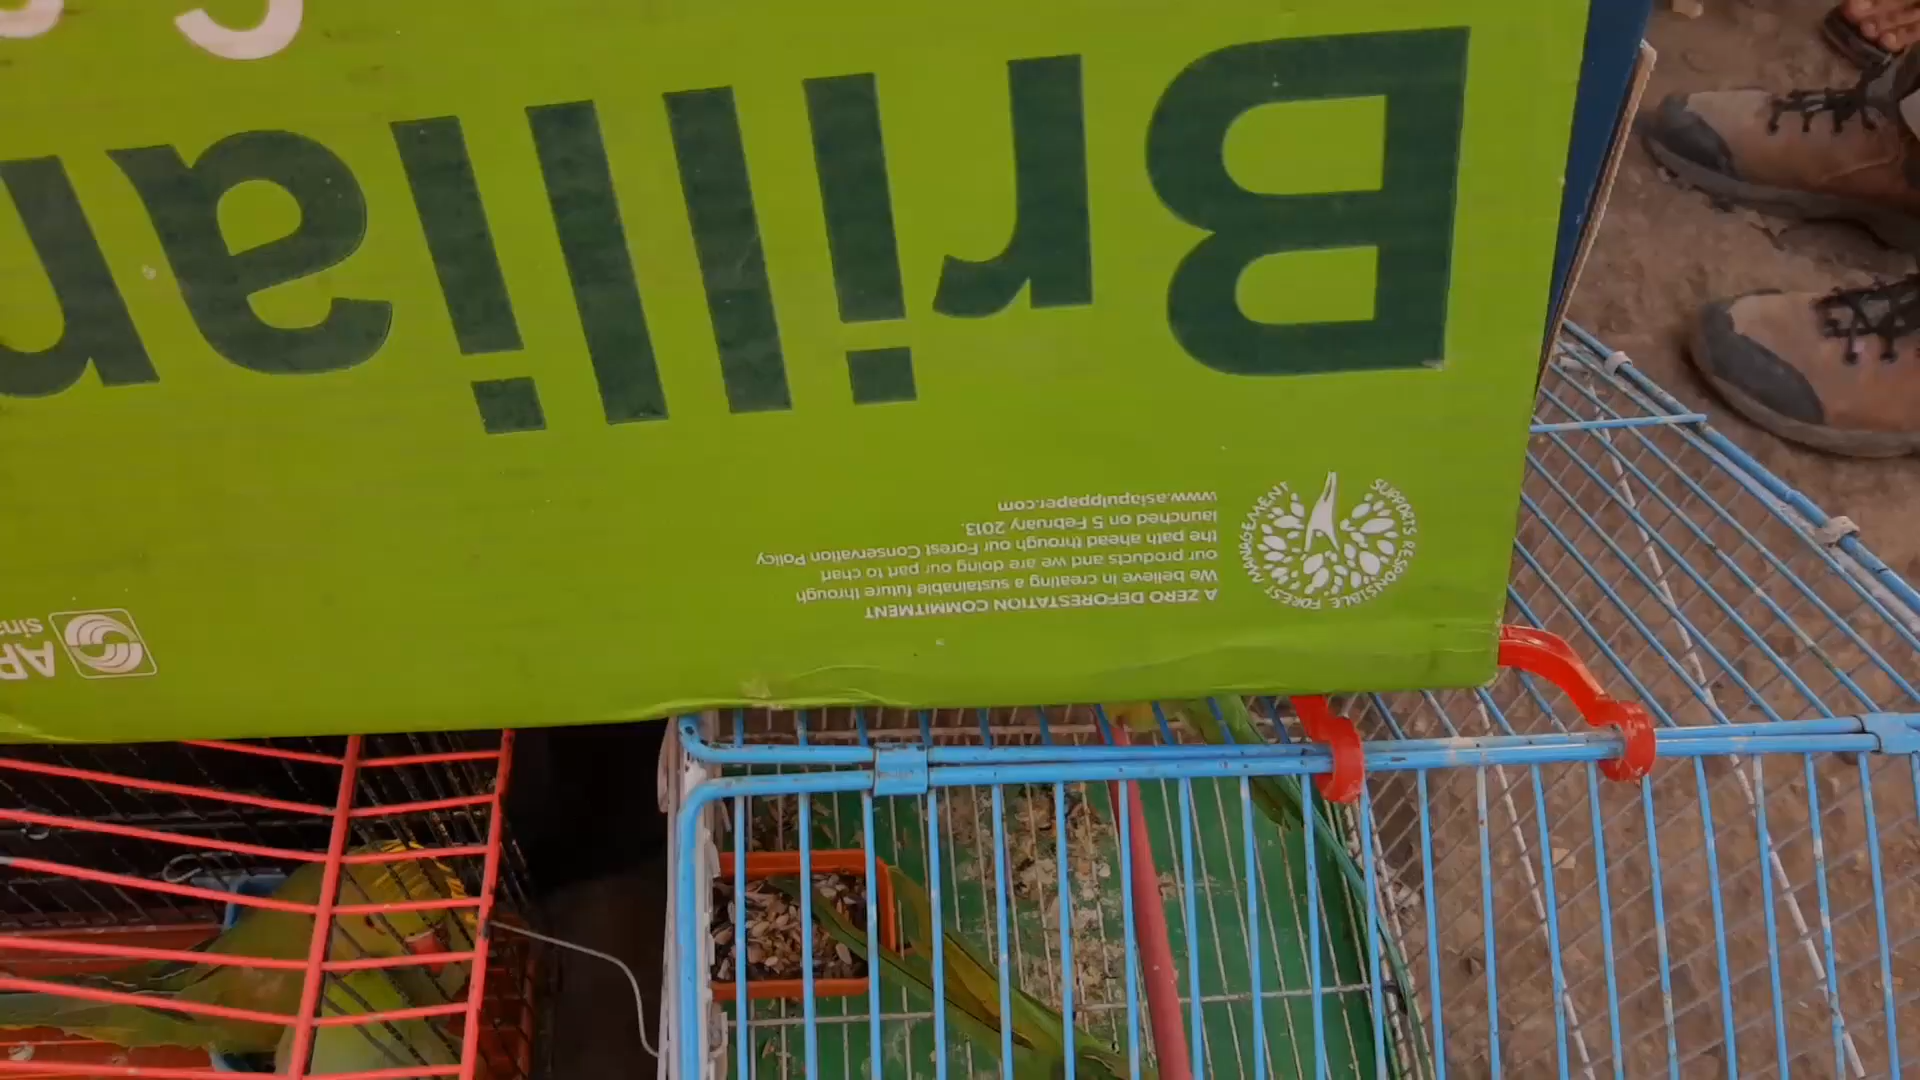 SUPPORTS RESPONSIBLE FOREST MANAGEMENT
A ZERO DEFORESTATION COMMITMENT
We believe in creating a sustainable future through
our products and we are doing our part to chart
the path ahead through our Forest Conservation Policy
launched on 5 February 2013.
www.asiapulppaper.com
Brillian